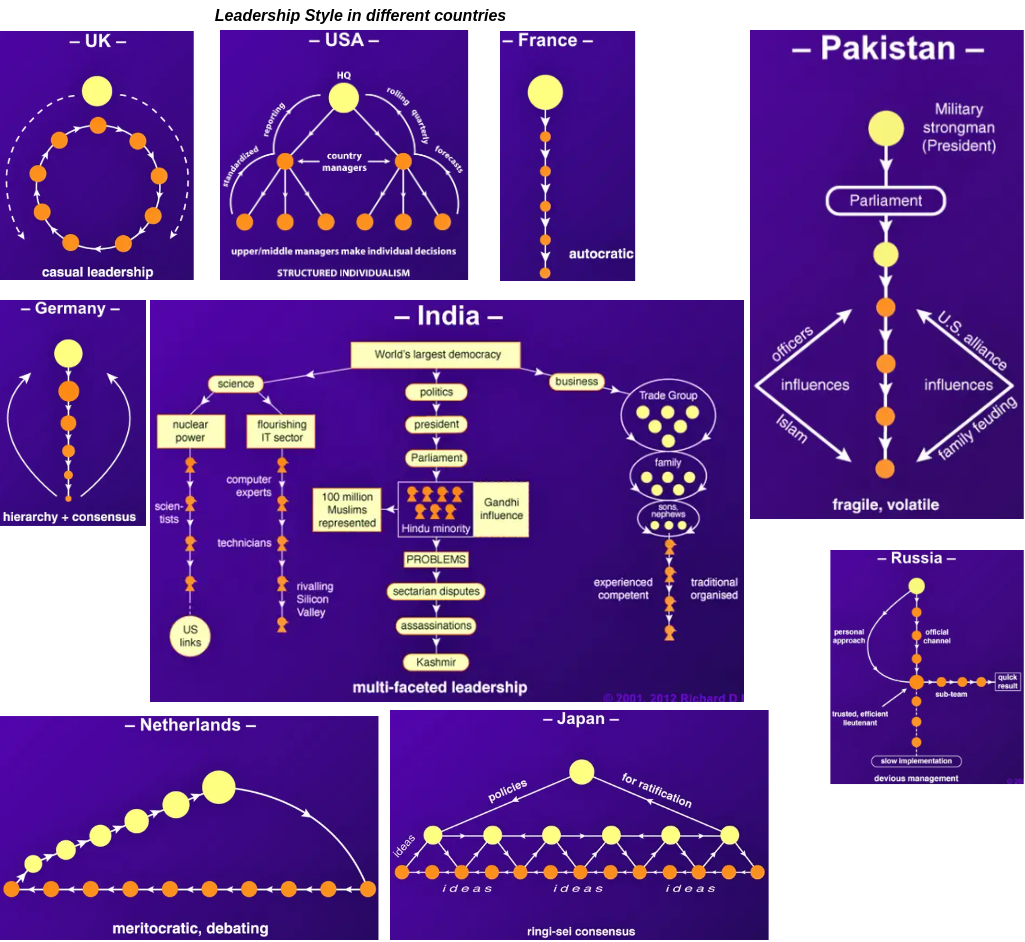 Leadership Style in different countries
– UK –
casual leadership
– USA –
HQ
reporting
rolling
quarterly
standardized
forecasts
country
managers
upper/middle managers make individual decisions
STRUCTURED INDIVIDUALISM
– France –
autocratic
– Pakistan –
Military
strongman
(President)
Parliament
officers
U.S. alliance
influences
influences
Islam
family feuding
fragile, volatile
– Germany –
hierarchy + consensus
– India –
World's largest democracy
science
politics
business
nuclear
power
flourishing
IT sector
president
Parliament
Trade Group
family
sons,
nephews
computer
experts
scien-
tists
technicians
rivalling
Silicon
Valley
US
links
100 million
Muslims
represented
Hindu minority
Gandhi
influence
PROBLEMS
sectarian disputes
assassinations
Kashmir
experienced
competent
traditional
organised
multi-faceted leadership
© 2001, 2012 Richard D
– Russia –
personal
approach
official
channel
quick
result
sub-team
trusted, efficient
lieutenant
slow implementation
devious management
– Netherlands –
meritocratic, debating
– Japan –
policies
for ratification
ideas
ideas
ideas
ideas
ringi-sei consensus